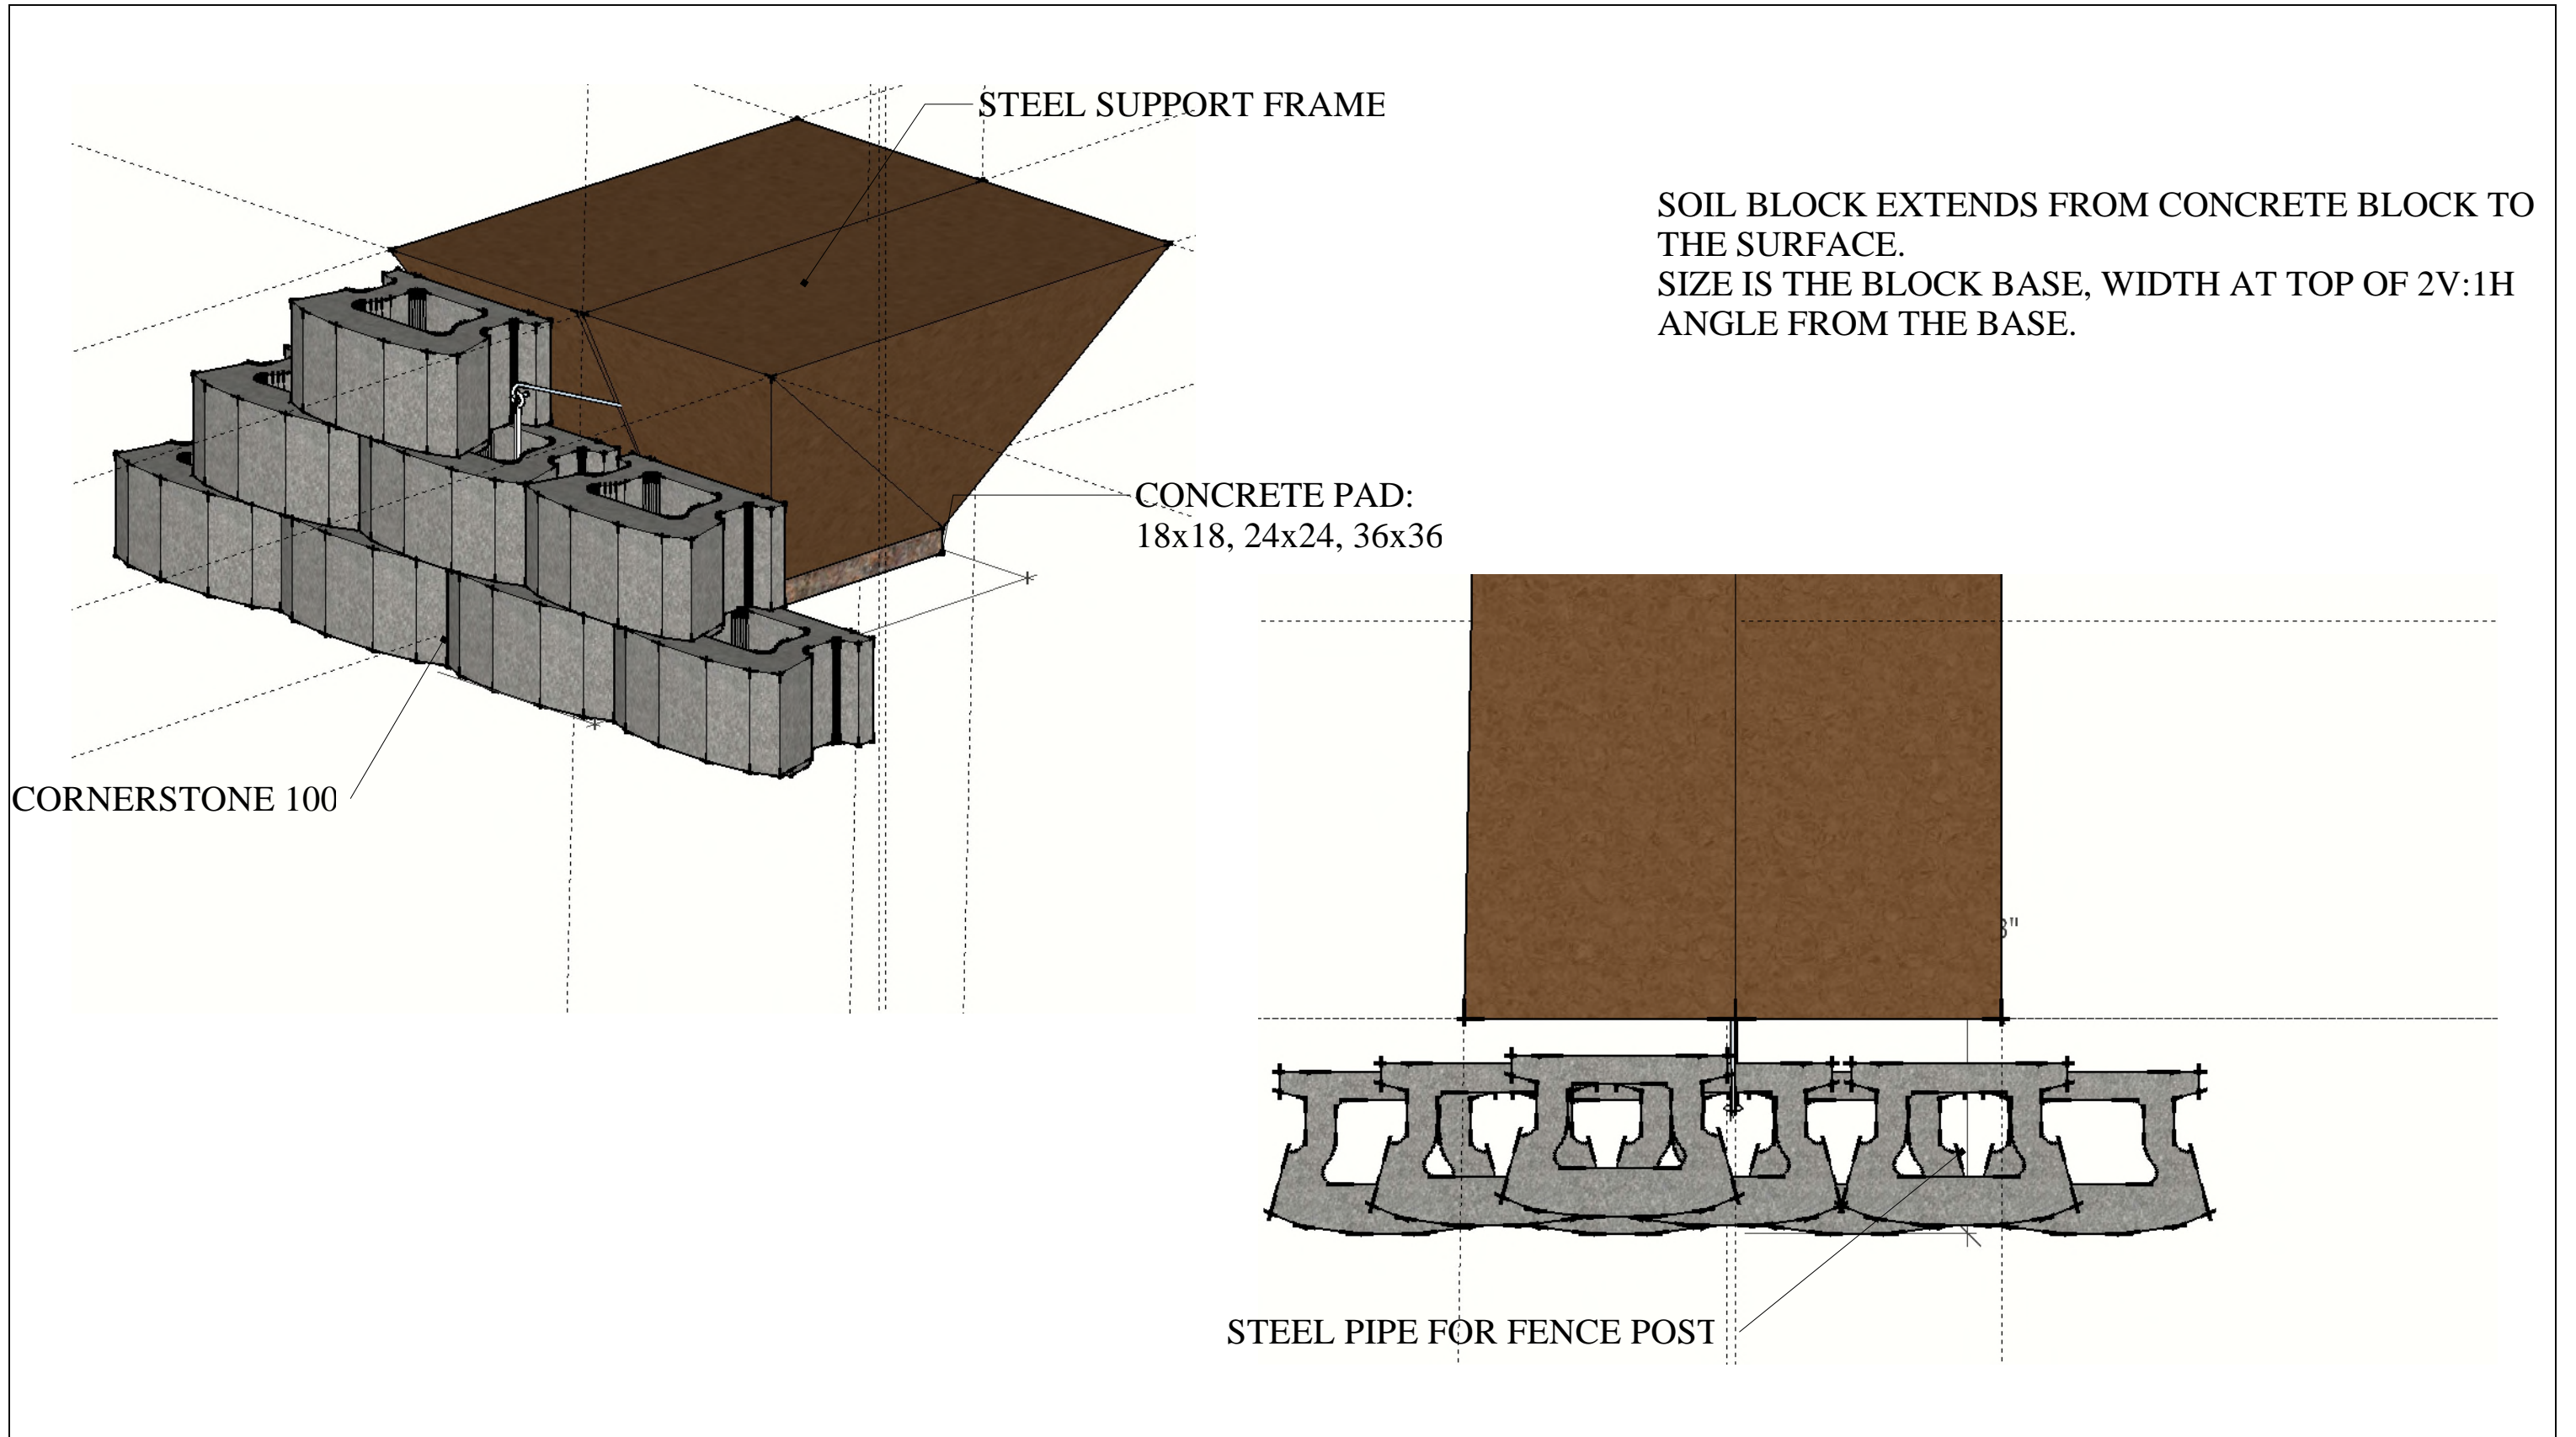 STEEL SUPPORT FRAME
SOIL BLOCK EXTENDS FROM CONCRETE BLOCK TO
THE SURFACE.
SIZE IS THE BLOCK BASE, WIDTH AT TOP OF 2V:1H
ANGLE FROM THE BASE.
CONCRETE PAD:
18x18, 24x24, 36x36
CORNERSTONE 100
STEEL PIPE FOR FENCE POST